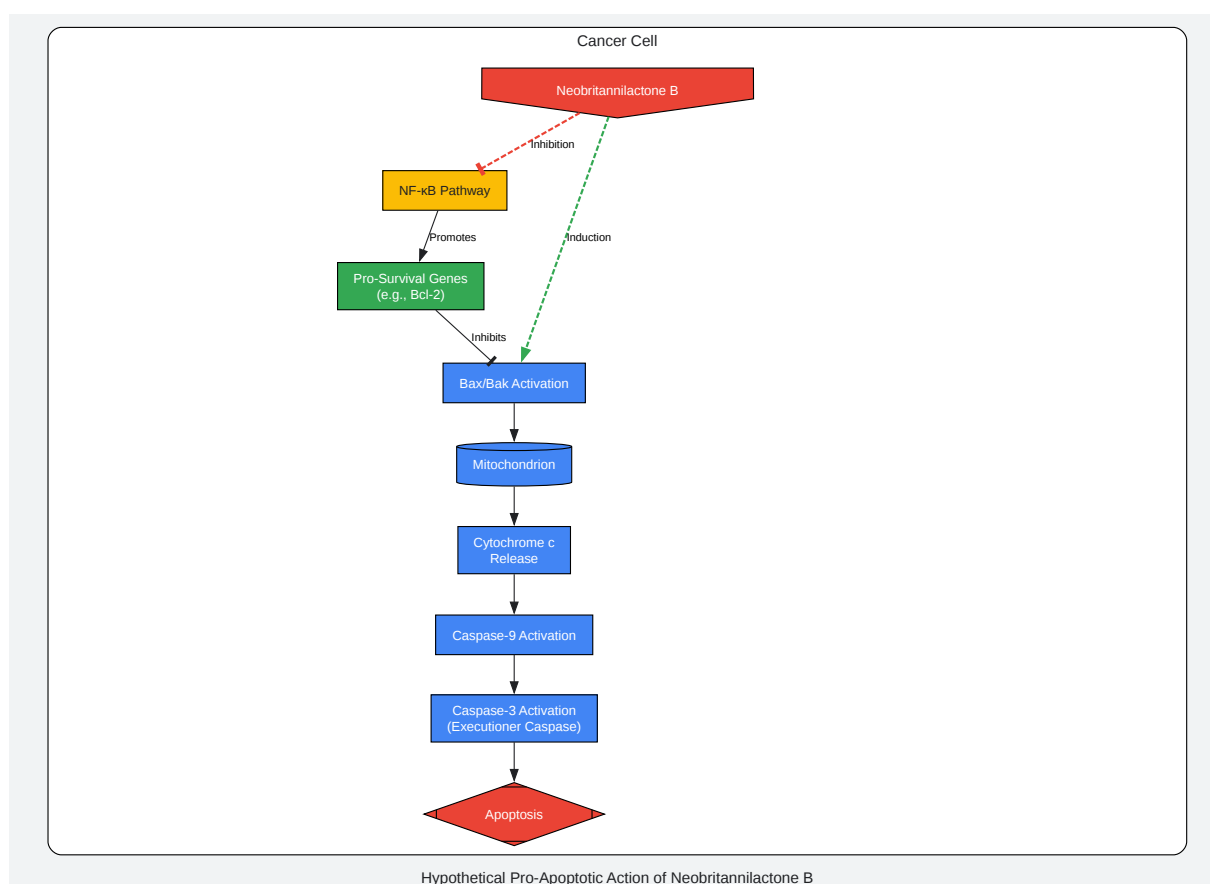 Cancer Cell
Neobritannilactone B
Inhibition
NF-κB Pathway
Promotes
Induction
Pro-Survival Genes
(e.g., Bcl-2)
Inhibits
Bax/Bak Activation
Mitochondrion
Cytochrome c
Release
Caspase-9 Activation
Caspase-3 Activation
(Executioner Caspase)
Apoptosis
Hypothetical Pro-Apoptotic Action of Neobritannilactone B